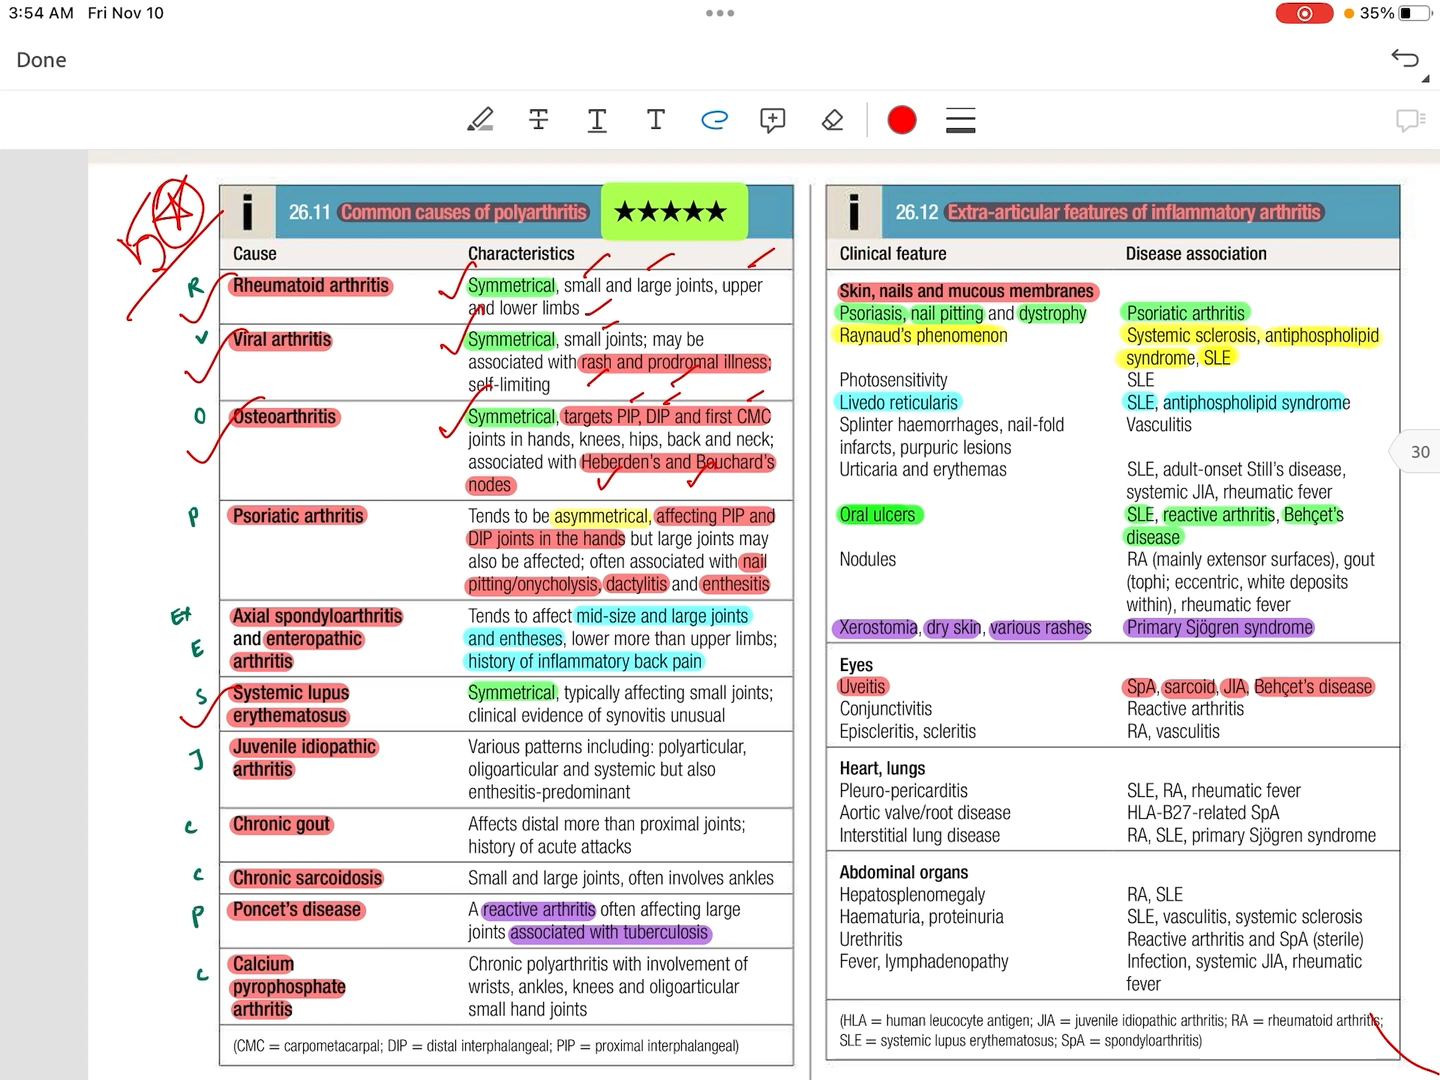 3:54 AM Fri Nov 10
35%
Done
T T T
30
5
i 26.11 Common causes of polyarthritis ★★★★★
Cause Characteristics
R Rheumatoid arthritis Symmetrical, small and large joints, upper
and lower limbs
V Viral arthritis Symmetrical, small joints; may be
associated with rash and prodromal illness;
self-limiting
O Osteoarthritis Symmetrical, targets PIP, DIP and first CMC
joints in hands, knees, hips, back and neck;
associated with Heberden's and Bouchard's
nodes
P Psoriatic arthritis Tends to be asymmetrical, affecting PIP and
DIP joints in the hands but large joints may
also be affected; often associated with nail
pitting/onycholysis, dactylitis and enthesitis
Axial spondyloarthritis Tends to affect mid-size and large joints
E and enteropathic and entheses, lower more than upper limbs;
arthritis history of inflammatory back pain
S Systemic lupus Symmetrical, typically affecting small joints;
erythematosus clinical evidence of synovitis unusual
J Juvenile idiopathic Various patterns including: polyarticular,
arthritis oligoarticular and systemic but also
enthesitis-predominant
C Chronic gout Affects distal more than proximal joints;
history of acute attacks
C Chronic sarcoidosis Small and large joints, often involves ankles
P Poncet's disease A reactive arthritis often affecting large
joints associated with tuberculosis
C Calcium Chronic polyarthritis with involvement of
pyrophosphate wrists, ankles, knees and oligoarticular
arthritis small hand joints
(CMC = carpometacarpal; DIP = distal interphalangeal; PIP = proximal interphalangeal)
i 26.12 Extra-articular features of inflammatory arthritis
Clinical feature Disease association
Skin, nails and mucous membranes
Psoriasis, nail pitting and dystrophy Psoriatic arthritis
Raynaud's phenomenon Systemic sclerosis, antiphospholipid
syndrome, SLE
Photosensitivity SLE
Livedo reticularis SLE, antiphospholipid syndrome
Splinter haemorrhages, nail-fold Vasculitis
infarcts, purpuric lesions
Urticaria and erythemas SLE, adult-onset Still's disease,
systemic JIA, rheumatic fever
Oral ulcers SLE, reactive arthritis, Behçet's
disease
Nodules RA (mainly extensor surfaces), gout
(tophi; eccentric, white deposits
within), rheumatic fever
Xerostomia, dry skin, various rashes Primary Sjögren syndrome
Eyes
Uveitis SpA, sarcoid, JIA, Behçet's disease
Conjunctivitis Reactive arthritis
Episcleritis, scleritis RA, vasculitis
Heart, lungs
Pleuro-pericarditis SLE, RA, rheumatic fever
Aortic valve/root disease HLA-B27-related SpA
Interstitial lung disease RA, SLE, primary Sjögren syndrome
Abdominal organs
Hepatosplenomegaly RA, SLE
Haematuria, proteinuria SLE, vasculitis, systemic sclerosis
Urethritis Reactive arthritis and SpA (sterile)
Fever, lymphadenopathy Infection, systemic JIA, rheumatic
fever
(HLA = human leucocyte antigen; JIA = juvenile idiopathic arthritis; RA = rheumatoid arthritis;
SLE = systemic lupus erythematosus; SpA = spondyloarthritis)